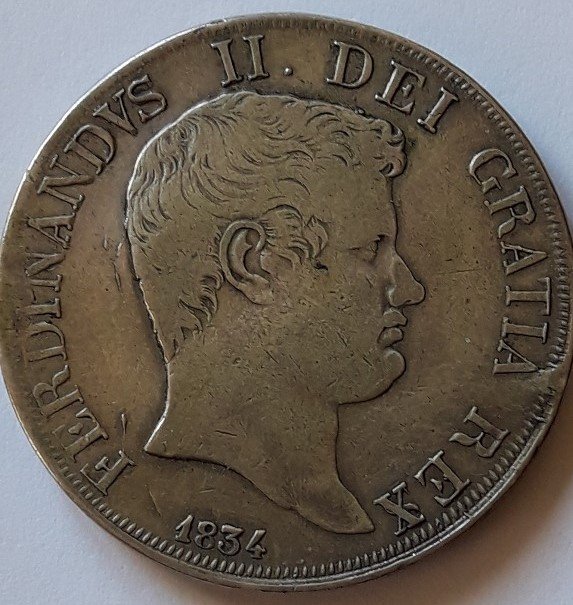 FERDINANDVS II. DEI GRATIA REX
1834